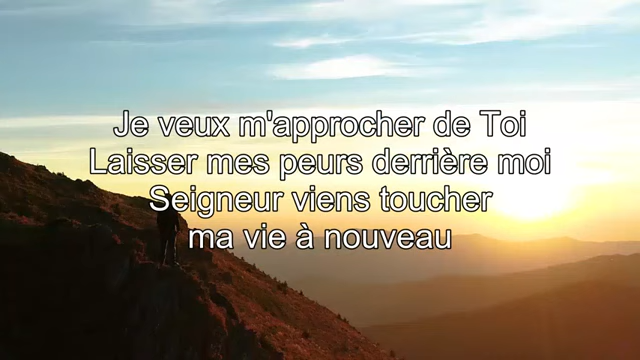 Je veux m'approcher de Toi
Laisser mes peurs derrière moi
Seigneur viens toucher
ma vie à nouveau